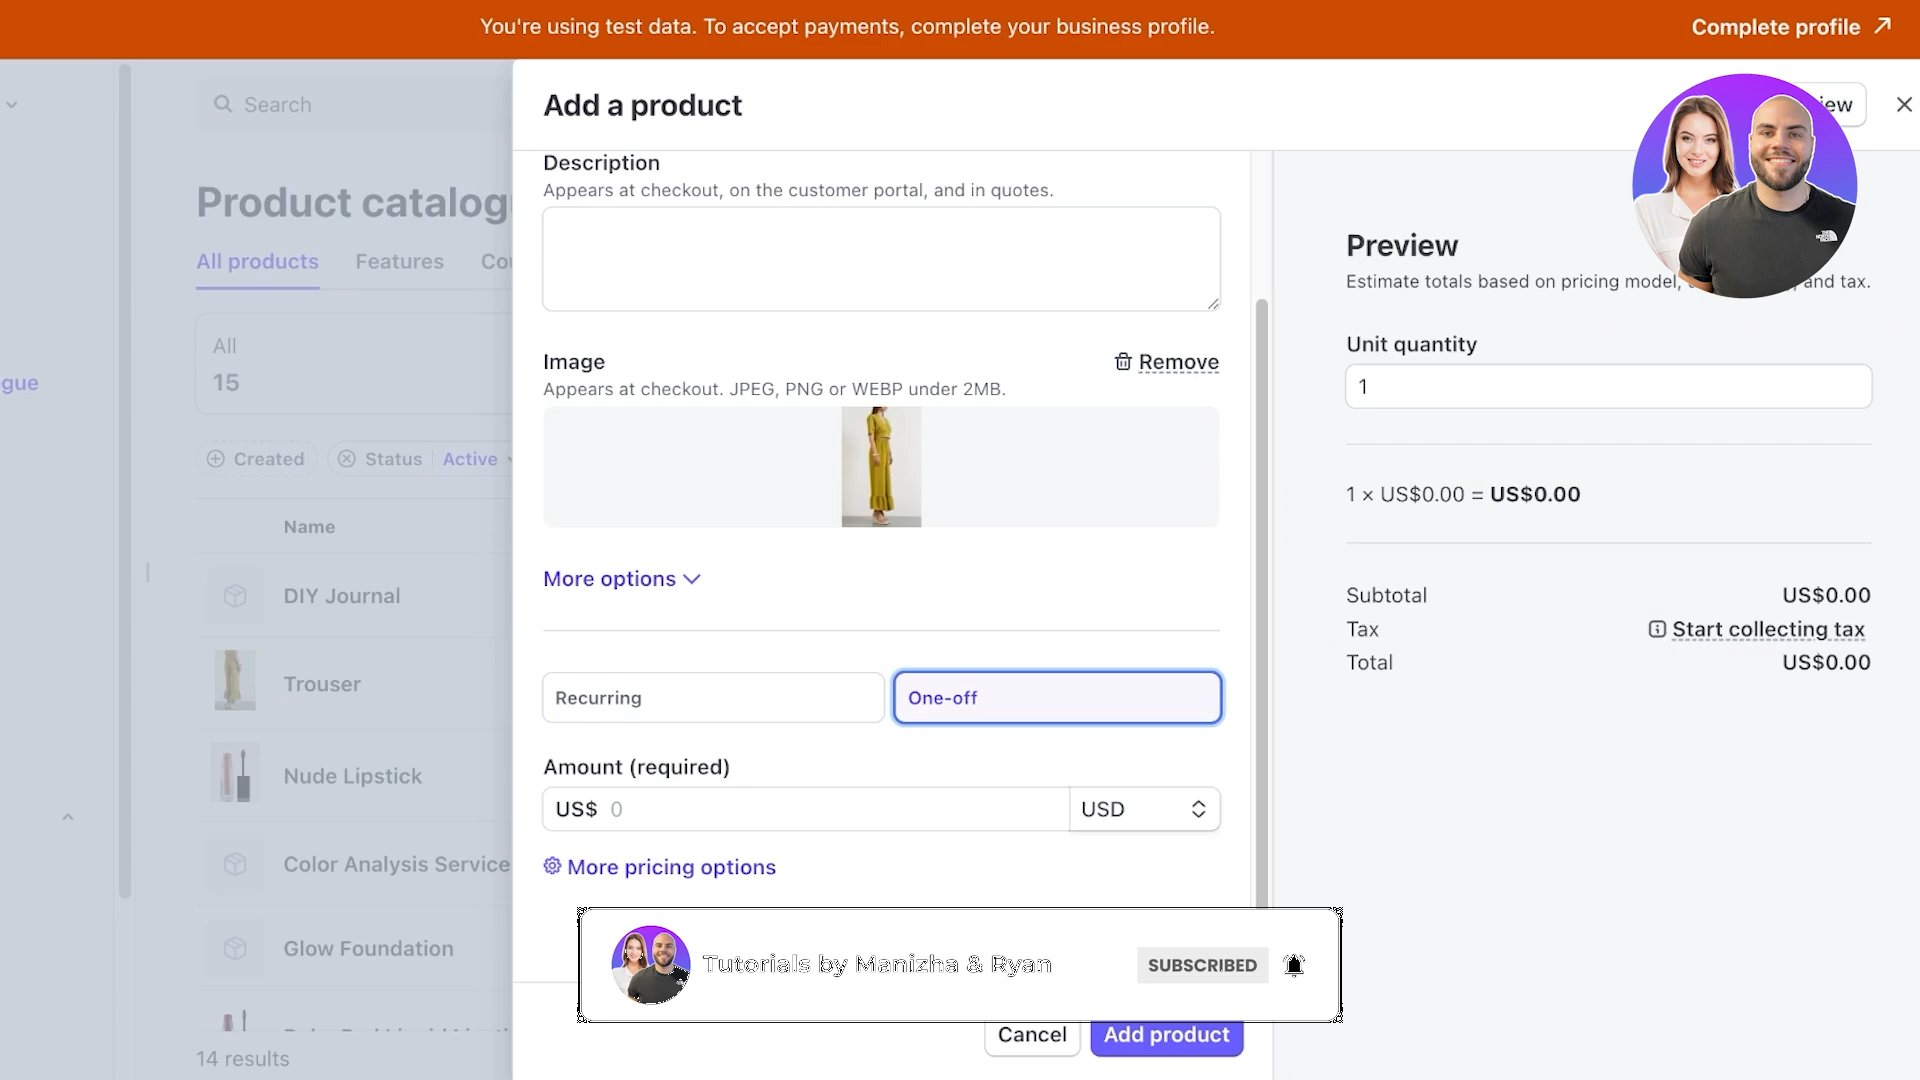 You're using test data. To accept payments, complete your business profile.
Complete profile
Search
Add a product
Description
Appears at checkout, on the customer portal, and in quotes.
Product catalogu
All products
Features
Preview
Estimate totals based on pricing model,
and tax.
Unit quantity
1
All
15
Image
Remove
Appears at checkout. JPEG, PNG or WEBP under 2MB.
gue
Created
Status
Active
1 × US$0.00 = US$0.00
Name
More options
DIY Journal
Subtotal
US$0.00
Tax
Start collecting tax
Total
US$0.00
Trouser
Recurring
One-off
Nude Lipstick
Amount (required)
US$ 0
USD
Color Analysis Service
More pricing options
Glow Foundation
Tutorials by Manizha & Ryan
SUBSCRIBED
Cancel
Add product
14 results